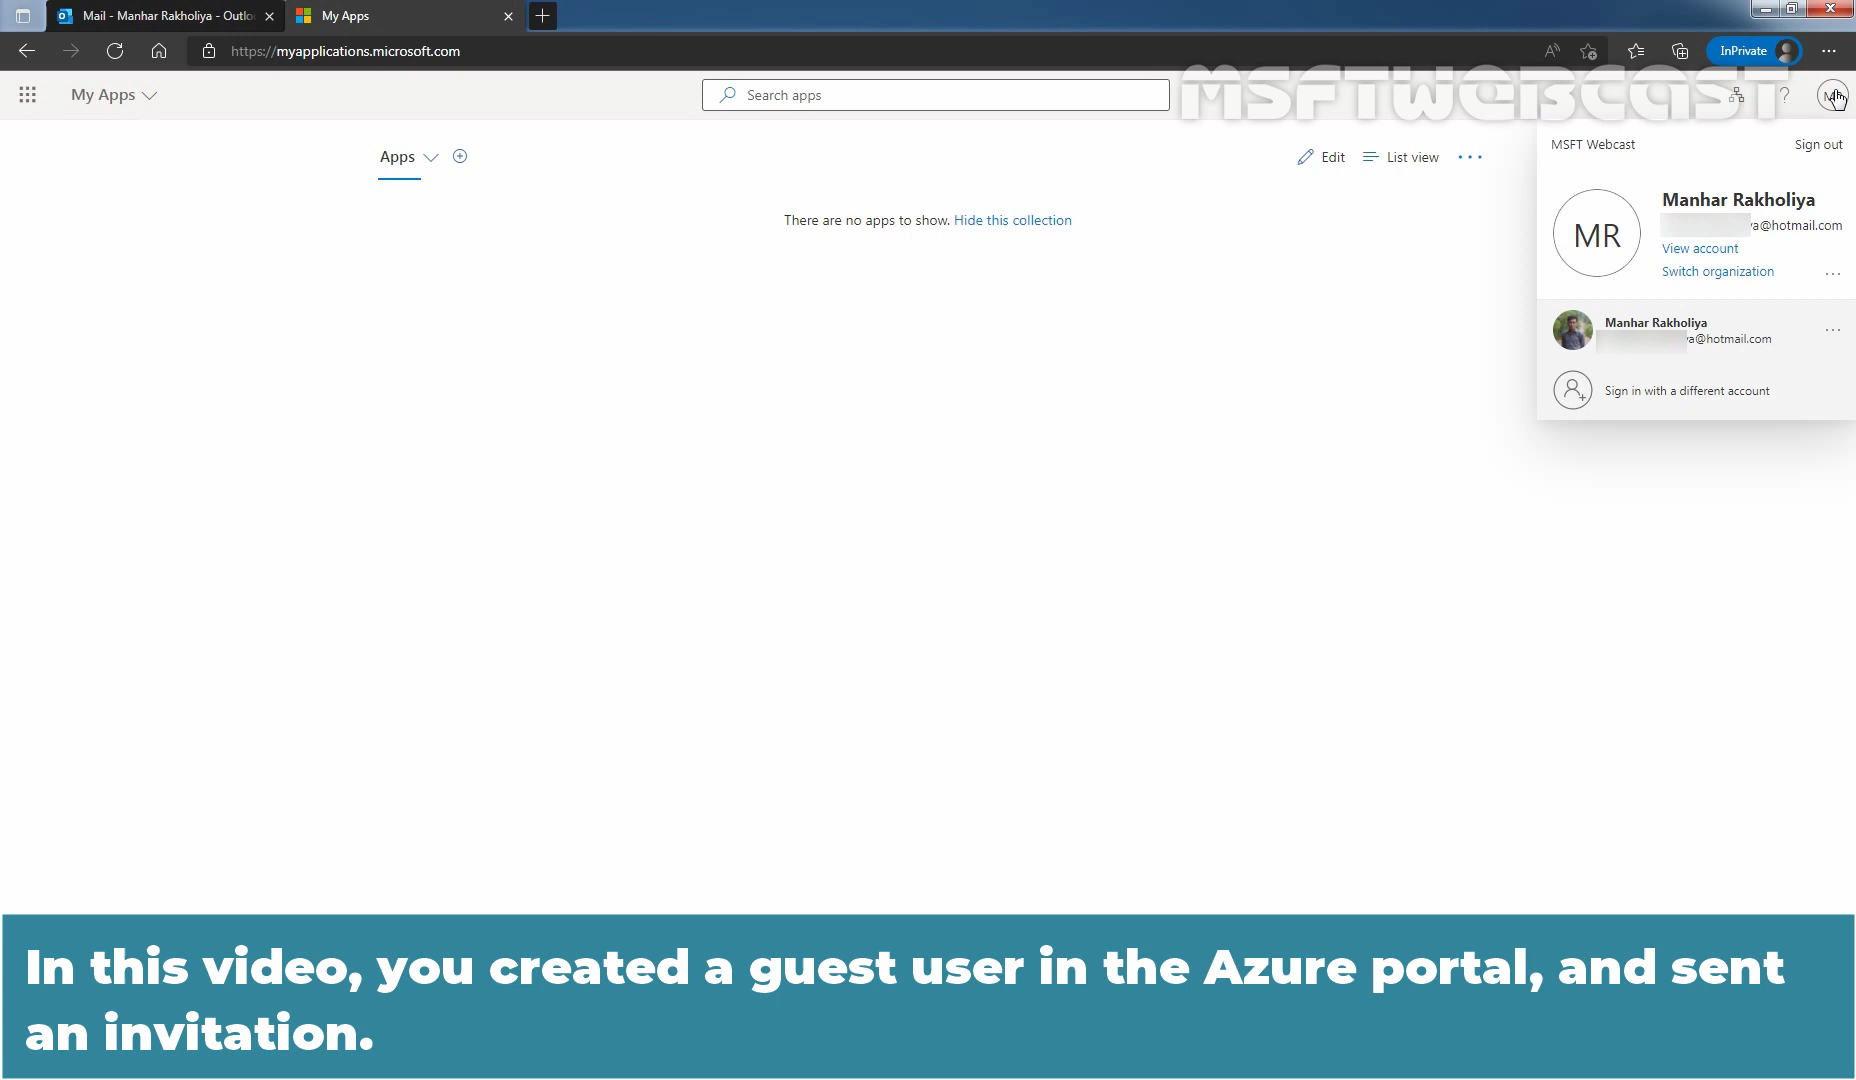 Mail - Manhar Rakholiya - Outlo
My Apps
https://myapplications.microsoft.com
InPrivate
My Apps
Search apps
MSFTWEBCAST
Apps
Edit
List view
There are no apps to show. Hide this collection
MSFT Webcast
Sign out
MR
Manhar Rakholiya
ya@hotmail.com
View account
Switch organization
Manhar Rakholiya
ya@hotmail.com
Sign in with a different account
In this video, you created a guest user in the Azure portal, and sent
an invitation.